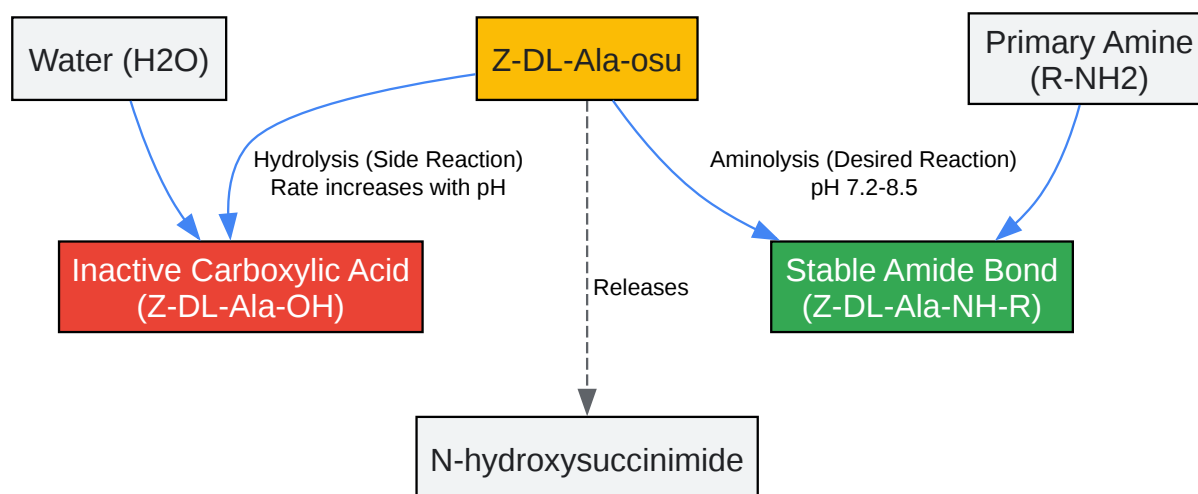 Water (H2O)
Z-DL-Ala-osu
Primary Amine
(R-NH2)
Hydrolysis (Side Reaction)
Rate increases with pH
Aminolysis (Desired Reaction)
pH 7.2-8.5
Inactive Carboxylic Acid
(Z-DL-Ala-OH)
Releases
Stable Amide Bond
(Z-DL-Ala-NH-R)
N-hydroxysuccinimide